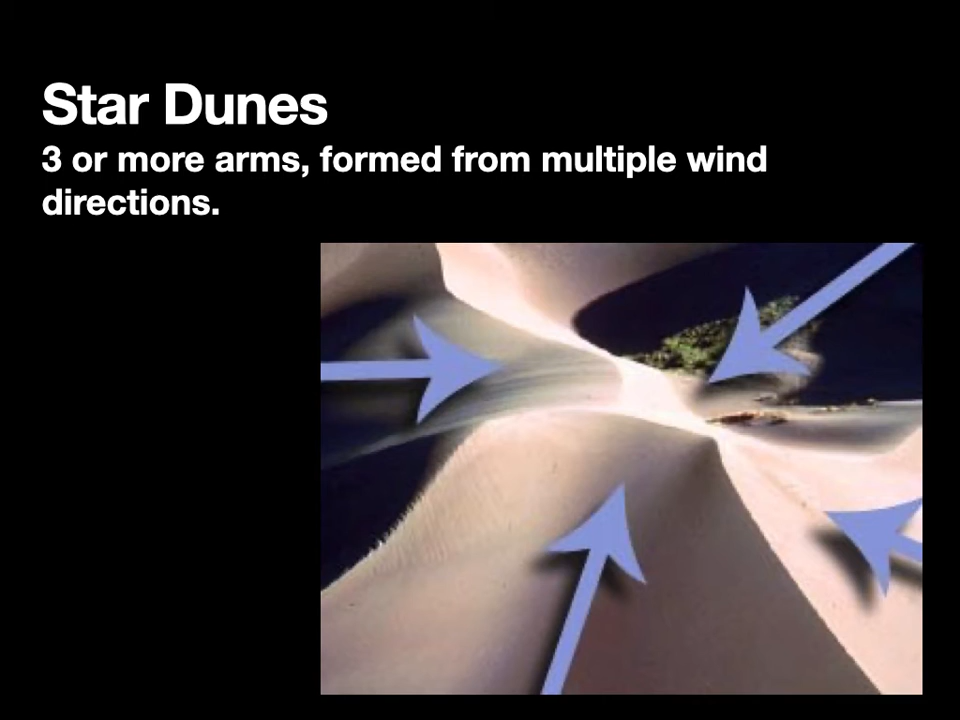 Star Dunes
3 or more arms, formed from multiple wind
directions.